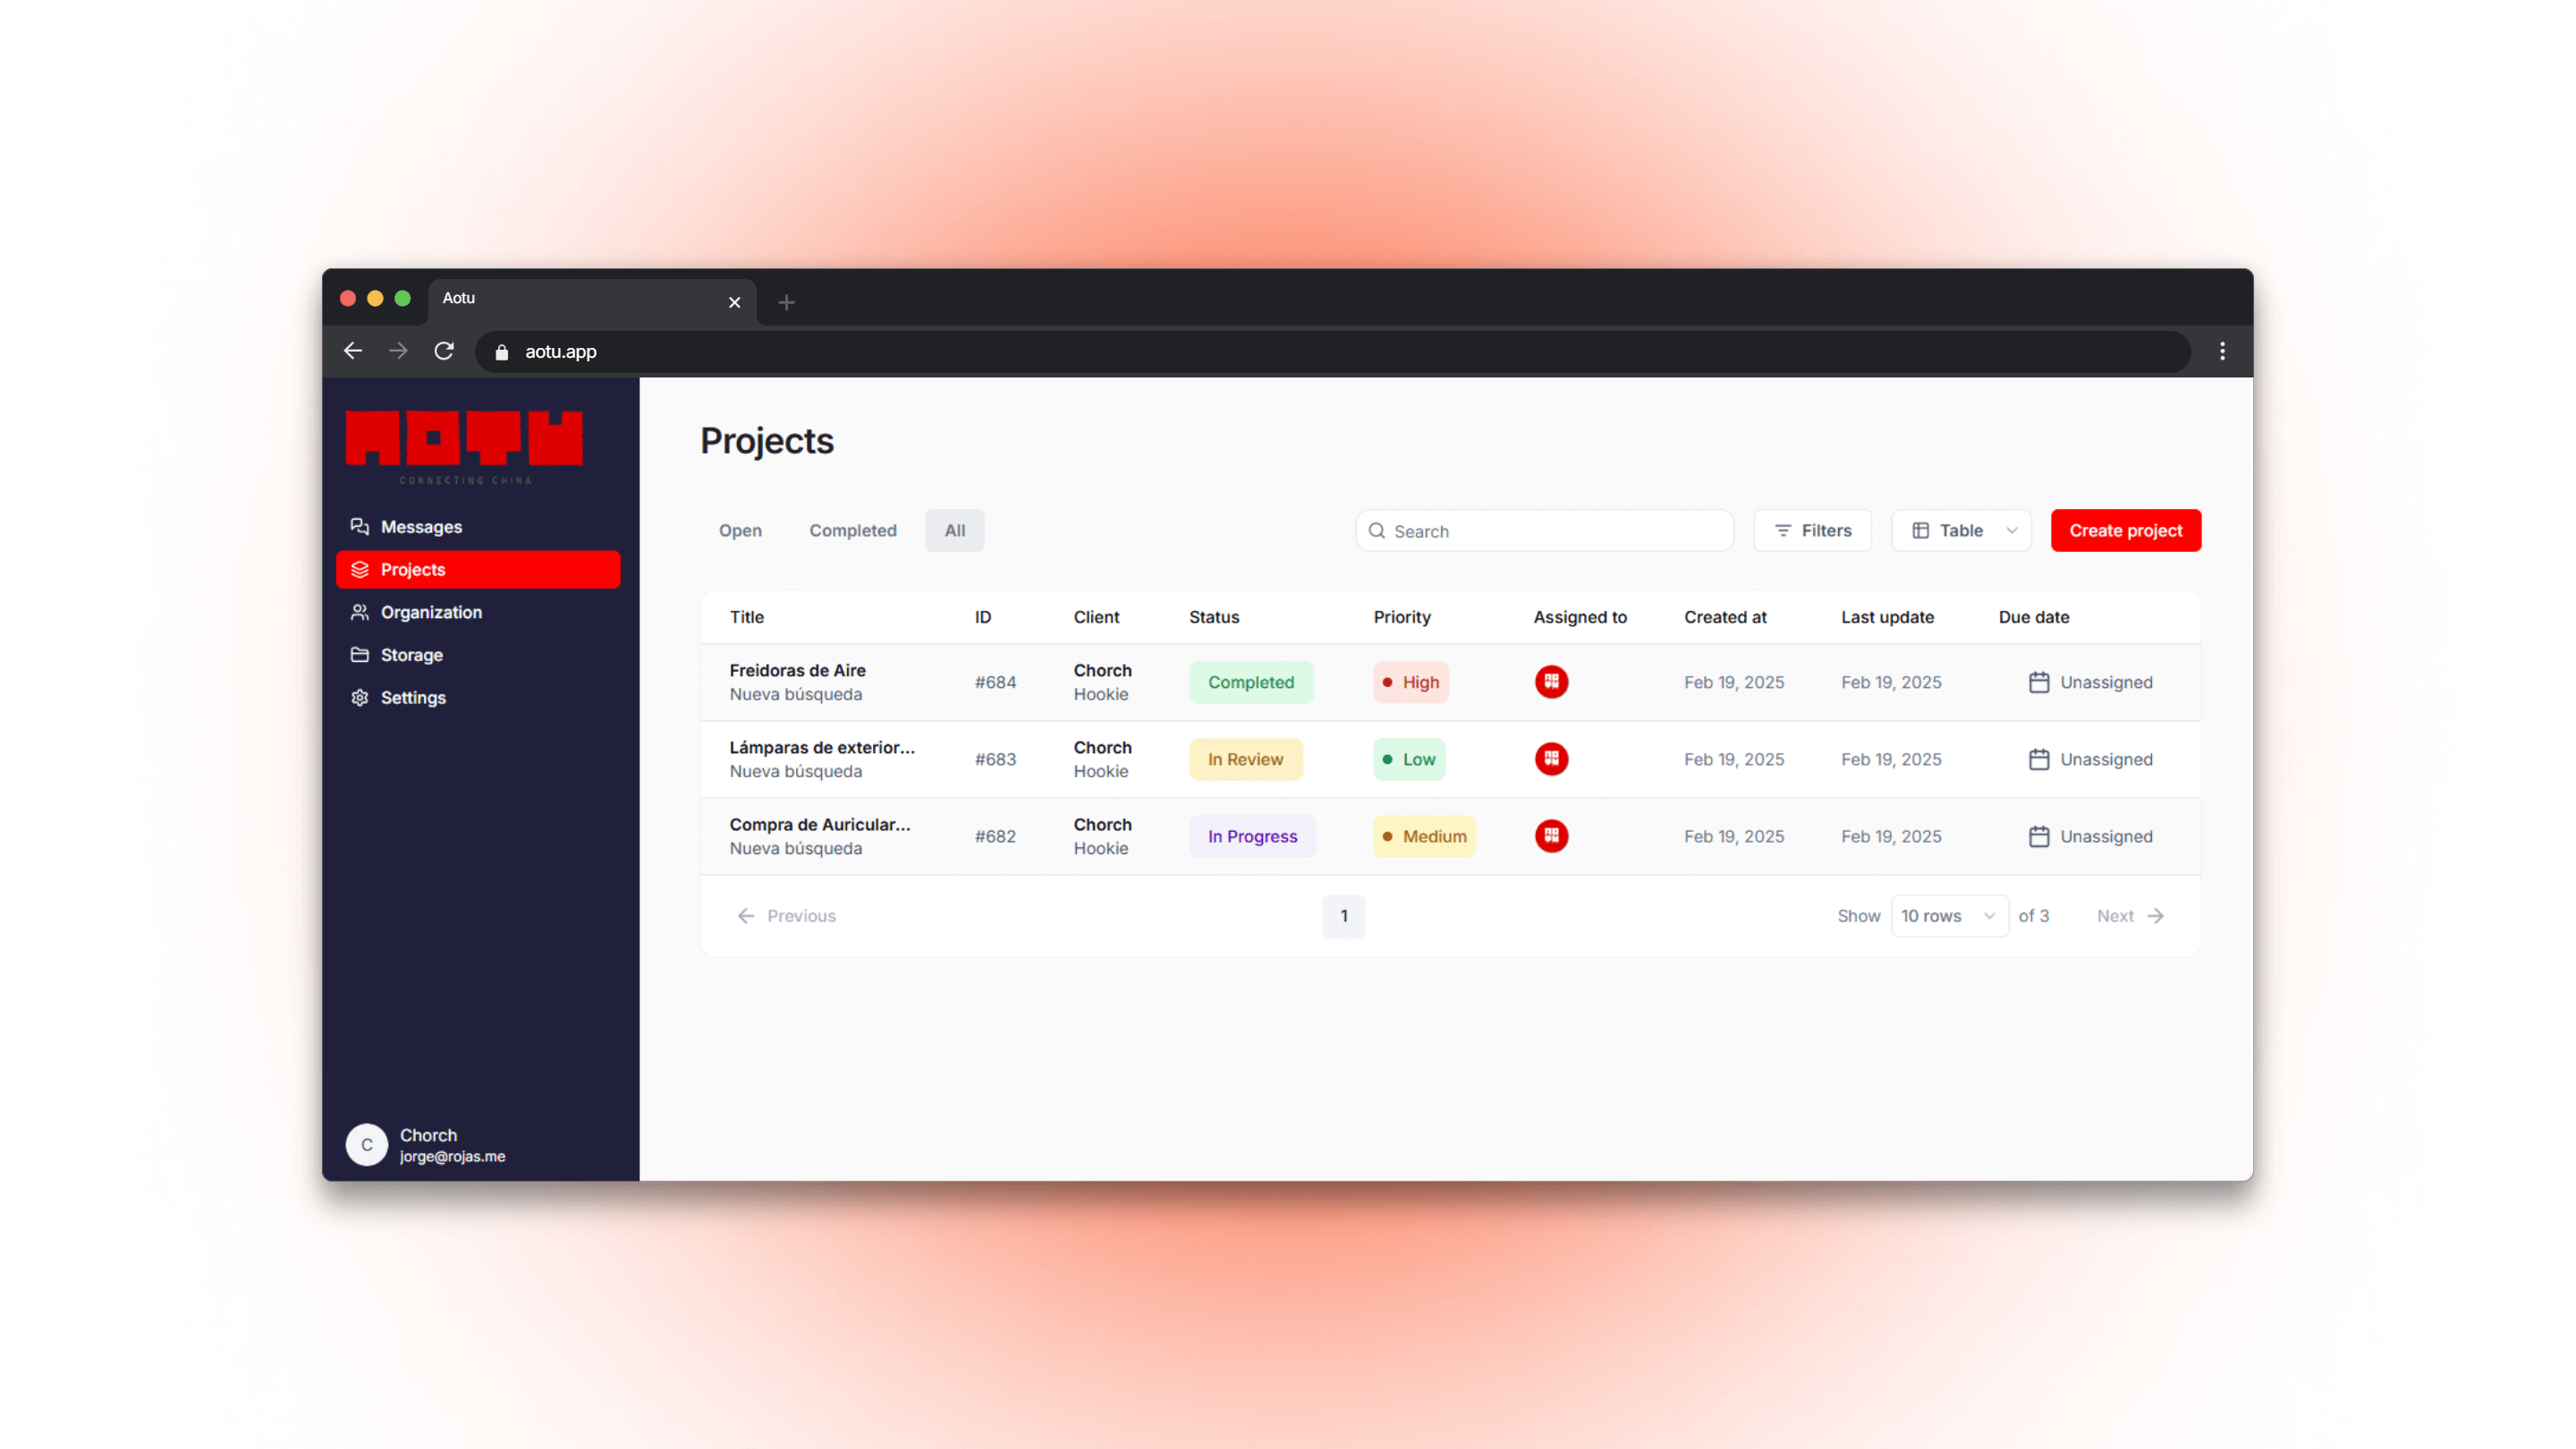 Aotu
aotu.app
AOTU
CONNECTING CHINA
Messages
Projects
Organization
Storage
Settings
Chorch
C
jorge@rojas.me
Projects
Open Completed All
Search
Filters
Table
Create project
Title ID Client Status Priority Assigned to Created at Last update Due date
Freidoras de Aire
Nueva búsqueda
#684
Chorch
Hookie
Completed
High
Feb 19, 2025
Feb 19, 2025
Unassigned
Lámparas de exterior...
Nueva búsqueda
#683
Chorch
Hookie
In Review
Low
Feb 19, 2025
Feb 19, 2025
Unassigned
Compra de Auricular...
Nueva búsqueda
#682
Chorch
Hookie
In Progress
Medium
Feb 19, 2025
Feb 19, 2025
Unassigned
Previous
1
Show 10 rows of 3
Next